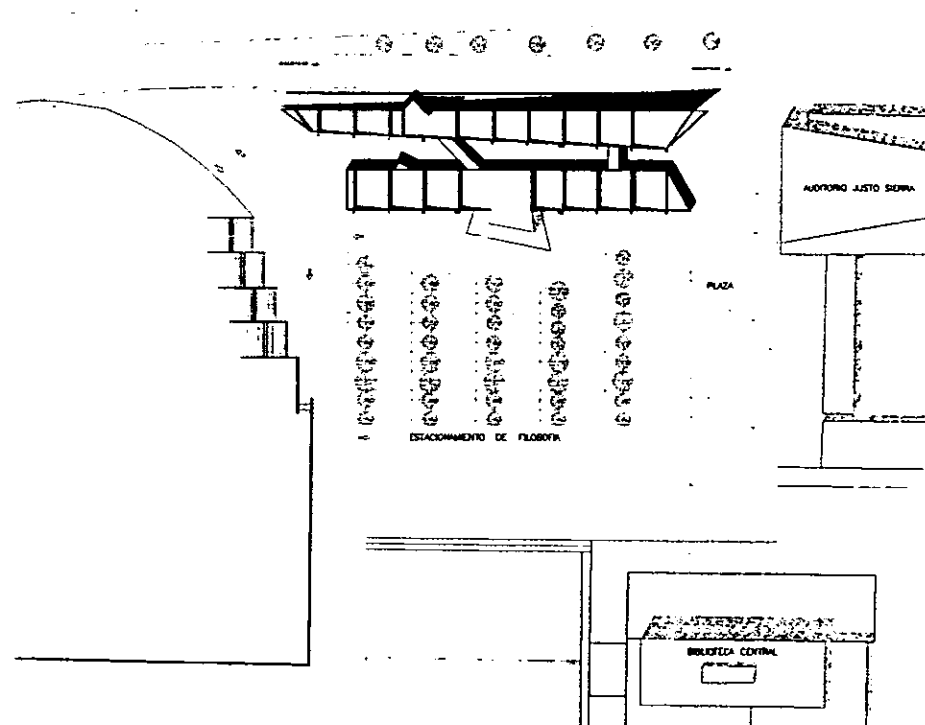 AUDITORIO JUSTO SIERRA
PLAZA
ESTACIONAMIENTO DE FILOSOFIA
BIBLIOTECA CENTRAL